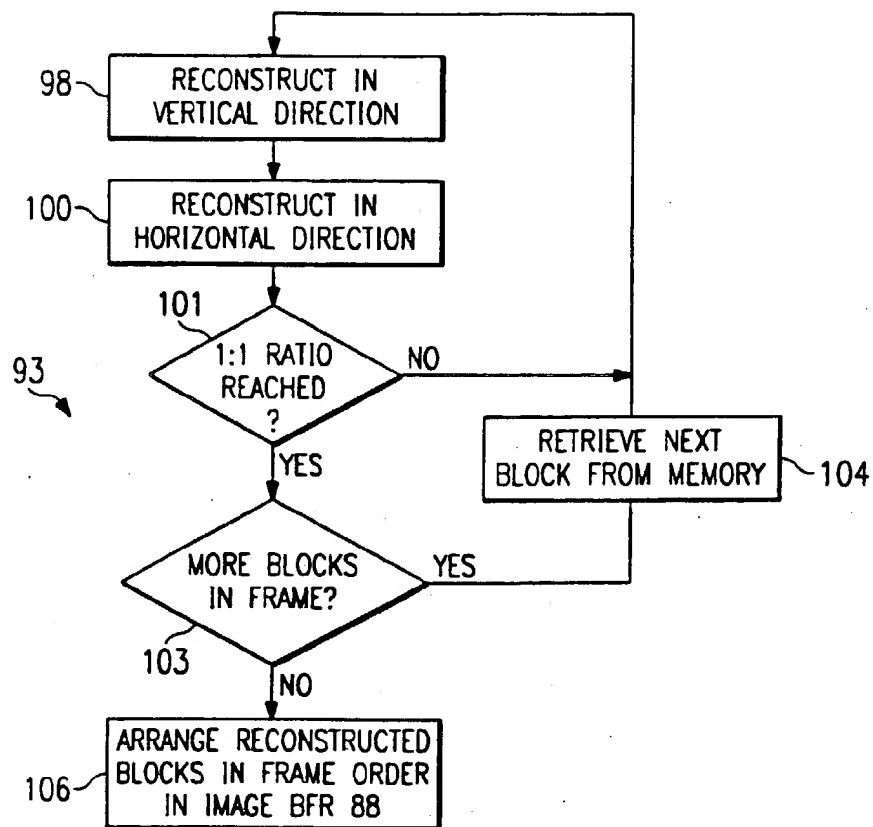 98
RECONSTRUCT IN
VERTICAL DIRECTION
100
RECONSTRUCT IN
HORIZONTAL DIRECTION
101
1:1 RATIO
REACHED
?
NO
93
YES
RETRIEVE NEXT
BLOCK FROM MEMORY
104
MORE BLOCKS
IN FRAME?
YES
103
NO
ARRANGE RECONSTRUCTED
BLOCKS IN FRAME ORDER
IN IMAGE BFR 88
106